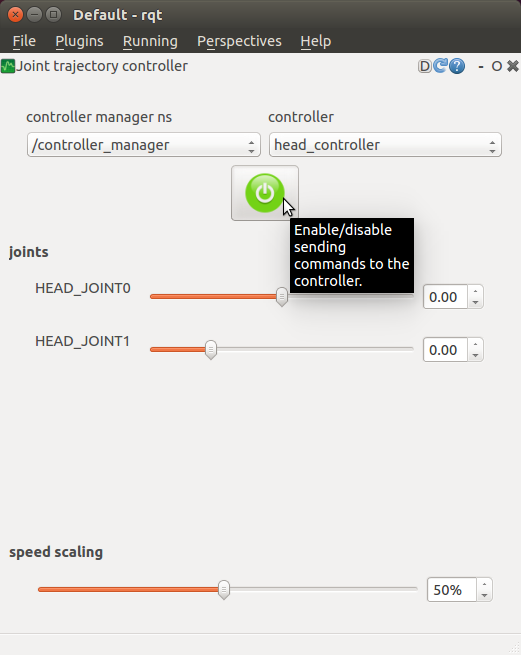 Default - rqt
File Plugins Running Perspectives Help
Joint trajectory controller D ? - O
controller manager ns controller
/controller_manager head_controller
Enable/disable
sending
commands to the
controller.
joints
HEAD_JOINT0 0.00
HEAD_JOINT1 0.00
speed scaling
50%